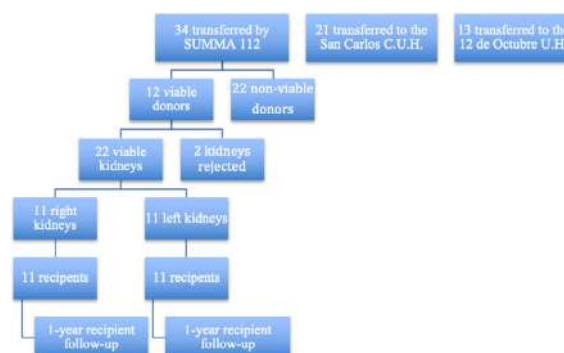 34 transferred by
SUMMA 112
21 transferred to the
San Carlos C.U.H.
13 transferred to the
12 de Octubre U.H
12 viable
donors
22 non-viable
donors
22 viable
kidneys
2 kidneys
rejected
11 right
kidneys
11 left kidneys
11 recipents
11 recipents
1-year recipient
follow-up
1-year recipient
follow-up